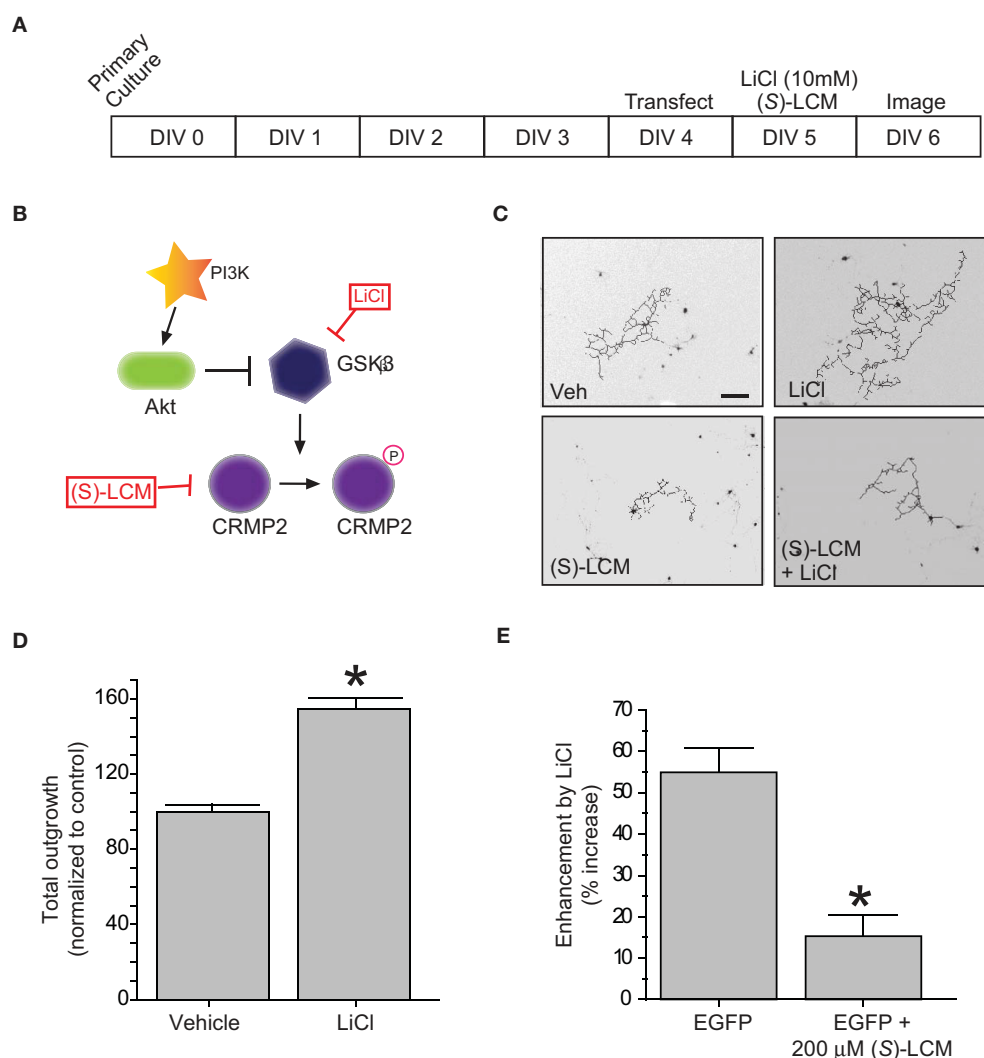 A
Primary
Culture
LiCl (10mM)
Transfect (S)-LCM Image
DIV 0 DIV 1 DIV 2 DIV 3 DIV 4 DIV 5 DIV 6
B
PI3K
LiCl
GSKβ3
Akt
P
(S)-LCM
CRMP2 CRMP2
C
Veh
LiCl
(S)-LCM
(S)-LCM
+ LiCl
D
Total outgrowth
(normalized to control)
160
120
80
40
0
*
Vehicle LiCl
E
Enhancement by LiCl
(% increase)
70
60
50
40
30
20
10
0
*
EGFP EGFP +
200 μM (S)-LCM